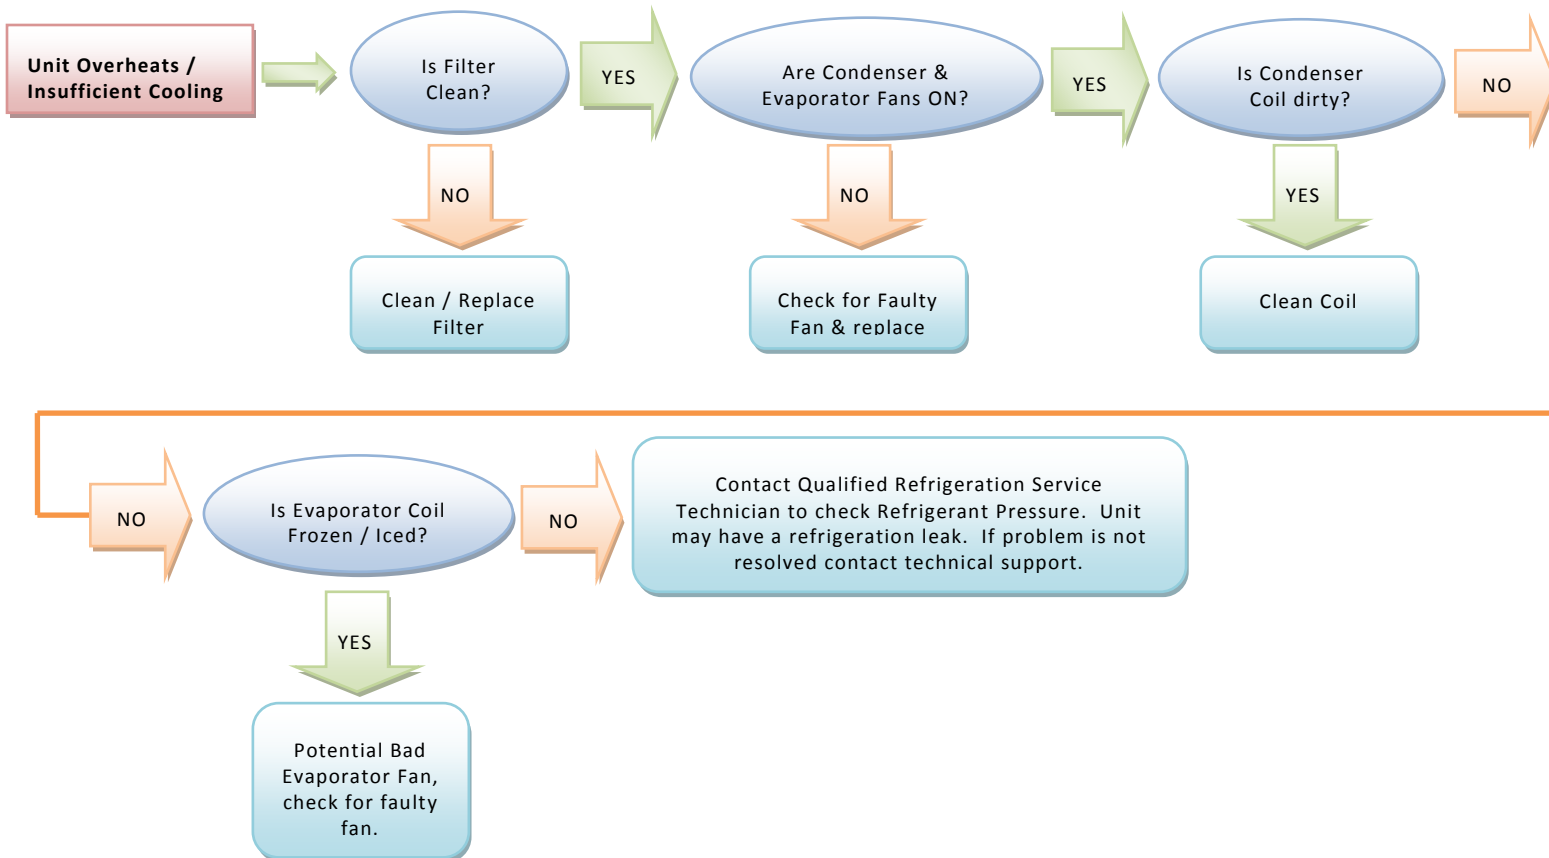 Unit Overheats /
Insufficient Cooling
Is Filter
Clean?
YES
Are Condenser &
Evaporator Fans ON?
YES
Is Condenser
Coil dirty?
NO
NO
NO
YES
Clean / Replace
Filter
Check for Faulty
Fan & replace
Clean Coil
NO
Is Evaporator Coil
Frozen / Iced?
NO
Contact Qualified Refrigeration Service
Technician to check Refrigerant Pressure.  Unit
may have a refrigeration leak.  If problem is not
resolved contact technical support.
YES
Potential Bad
Evaporator Fan,
check for faulty
fan.